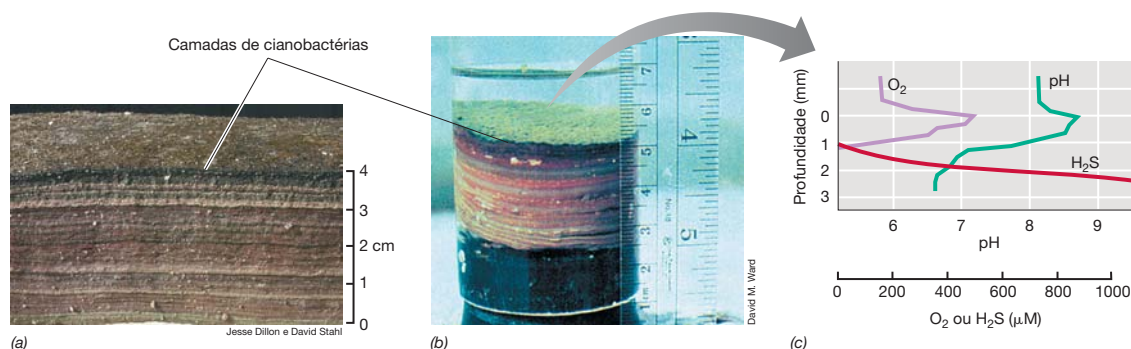 Camadas de cianobactérias
4
3
2 cm
1
0
Jesse Dillon e David Stahl
(a)
7
6
5
4
3
2
1 cm
4
5
David M. Ward
(b)
O₂
pH
H₂S
Profundidade (mm)
0
1
2
3
6
7
8
9
pH
0
200
400
600
800
1000
O₂ ou H₂S (μM)
(c)